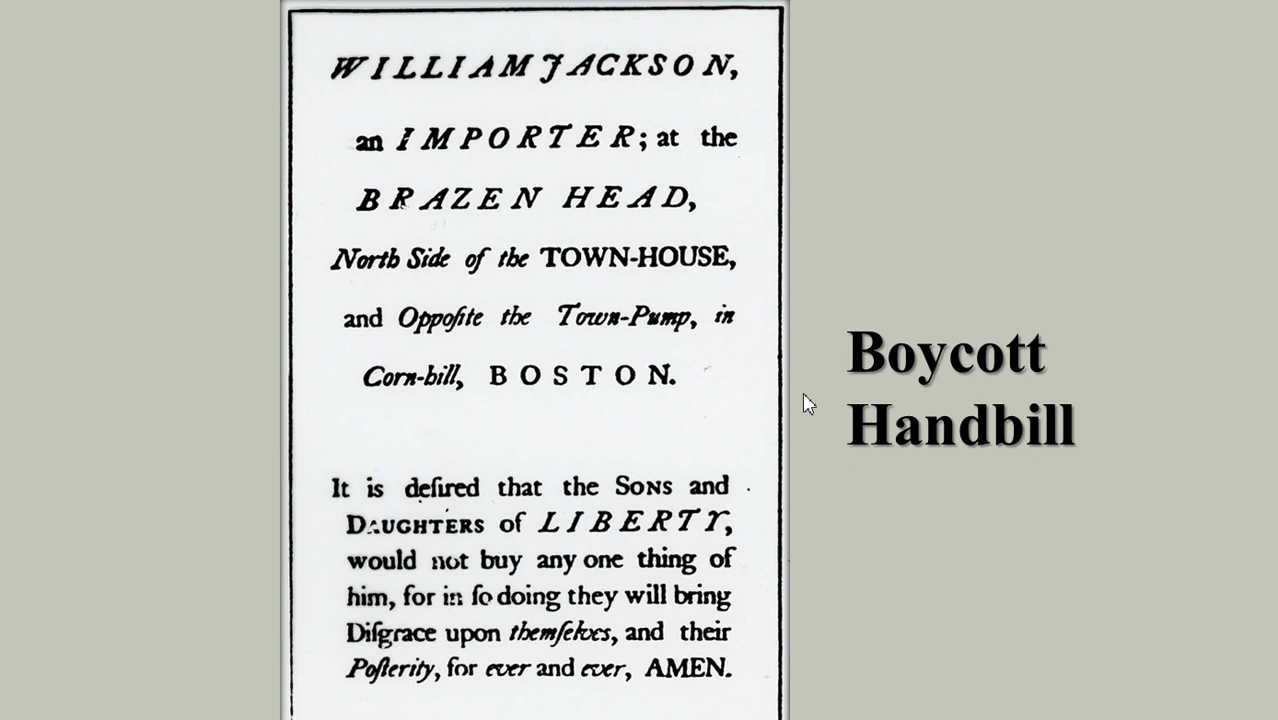 WILLIAM JACKSON,
an IMPORTER; at the
BRAZEN HEAD,
North Side of the TOWN-HOUSE,
and Oppoſite the Town-Pump, in
Corn-hill, BOSTON.
It is deſired that the SONS and
DAUGHTERS of LIBERTY,
would not buy any one thing of
him, for in ſo doing they will bring
Diſgrace upon themſelves, and their
Poſterity, for ever and ever, AMEN.
Boycott
Handbill